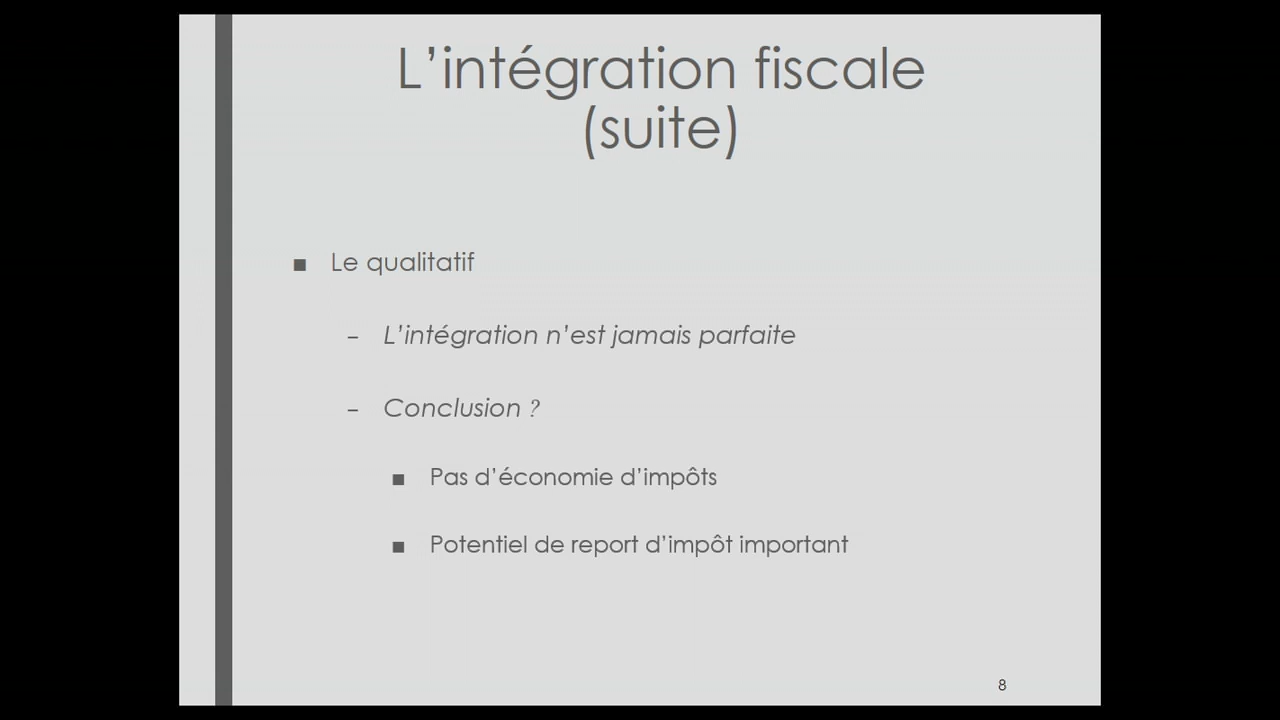 L’intégration fiscale
(suite)
■ Le qualitatif
– L’intégration n’est jamais parfaite
– Conclusion ?
■ Pas d’économie d’impôts
■ Potentiel de report d’impôt important
8